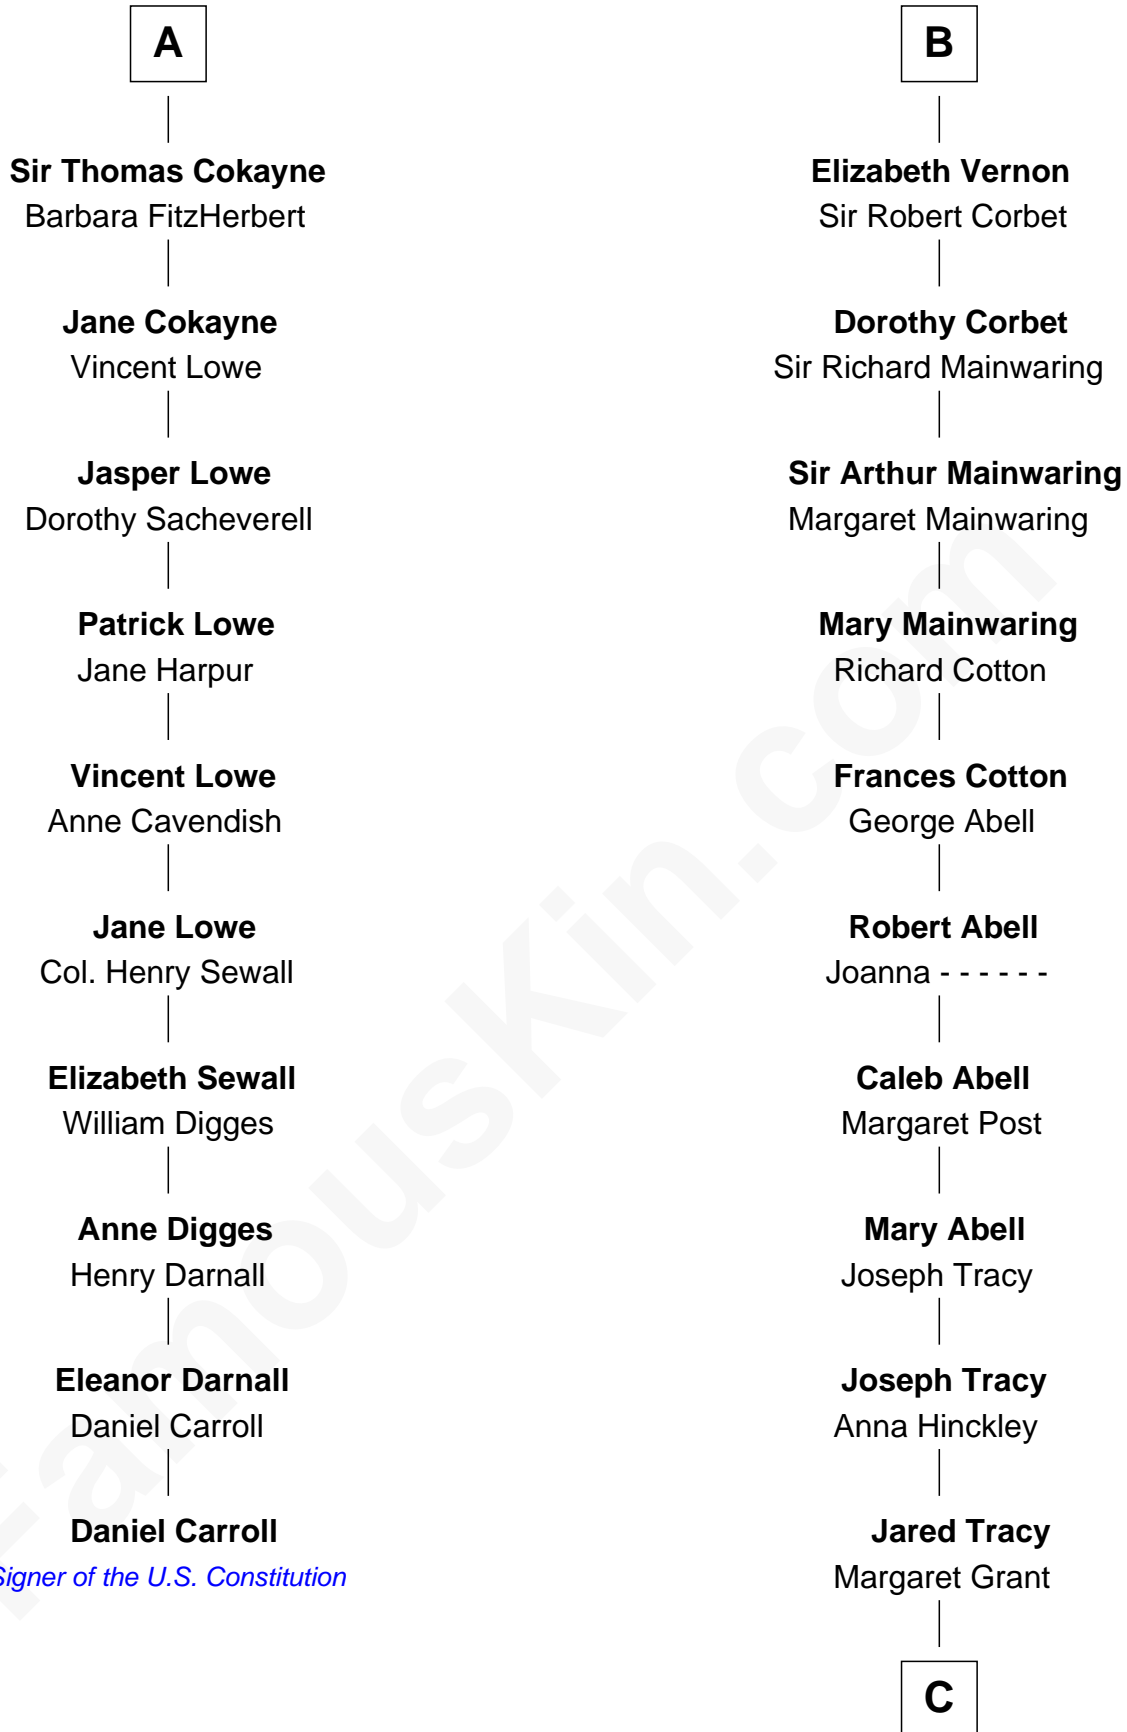 A
Sir Thomas Cokayne
Barbara FitzHerbert
Jane Cokayne
Vincent Lowe
Jasper Lowe
Dorothy Sacheverell
Patrick Lowe
Jane Harpur
Vincent Lowe
Anne Cavendish
Jane Lowe
Col. Henry Sewall
Elizabeth Sewall
William Digges
Anne Digges
Henry Darnall
Eleanor Darnall
Daniel Carroll
Daniel Carroll
Signer of the U.S. Constitution
B
Elizabeth Vernon
Sir Robert Corbet
Dorothy Corbet
Sir Richard Mainwaring
Sir Arthur Mainwaring
Margaret Mainwaring
Mary Mainwaring
Richard Cotton
Frances Cotton
George Abell
Robert Abell
Joanna - - - - - -
Caleb Abell
Margaret Post
Mary Abell
Joseph Tracy
Joseph Tracy
Anna Hinckley
Jared Tracy
Margaret Grant
C
FamousKin.com